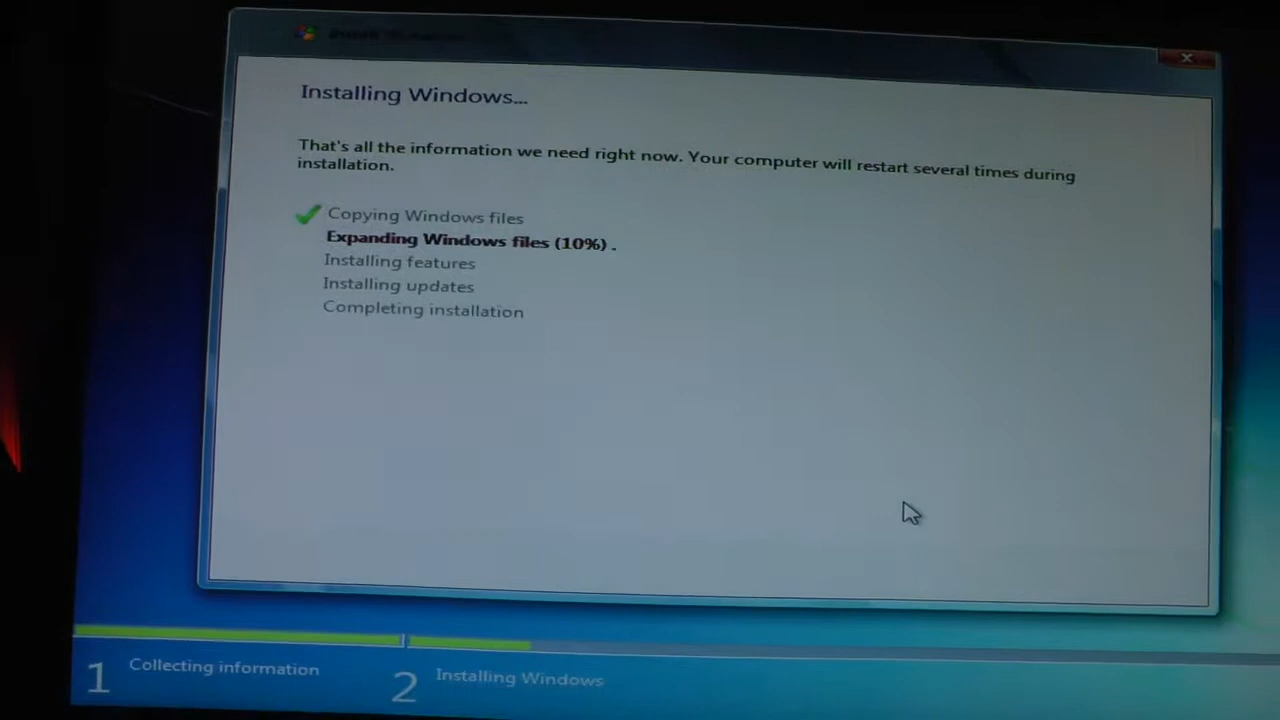 Installing Windows...
That's all the information we need right now. Your computer will restart several times during
installation.
Copying Windows files
Expanding Windows files (10%) .
Installing features
Installing updates
Completing installation
1 Collecting information
2 Installing Windows